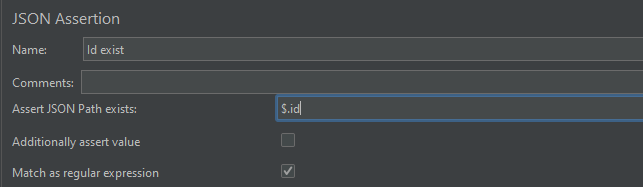 JSON Assertion
Name: Id exist
Comments:
Assert JSON Path exists: $.id
Additionally assert value
Match as regular expression